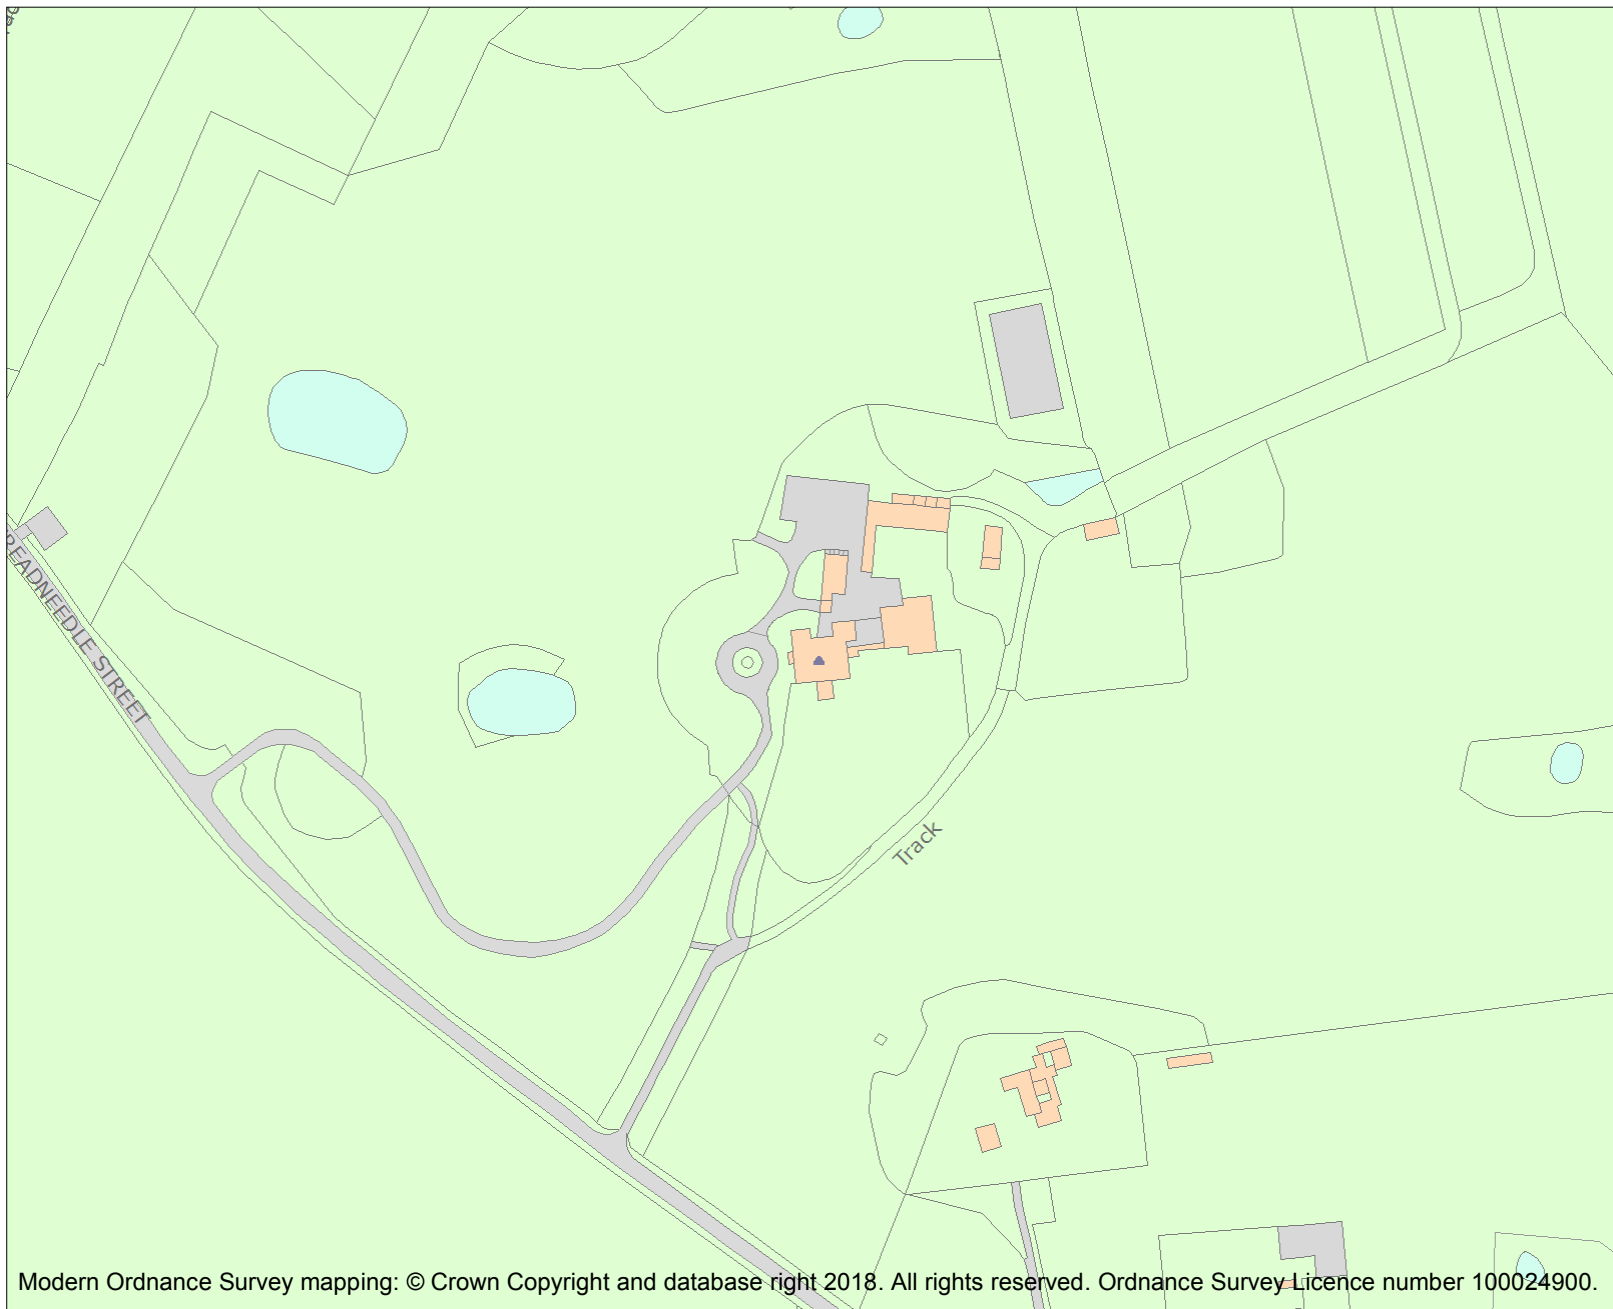 READNEEDLE STREET
Track
Modern Ordnance Survey mapping: © Crown Copyright and database right 2018. All rights reserved. Ordnance Survey Licence number 100024900.